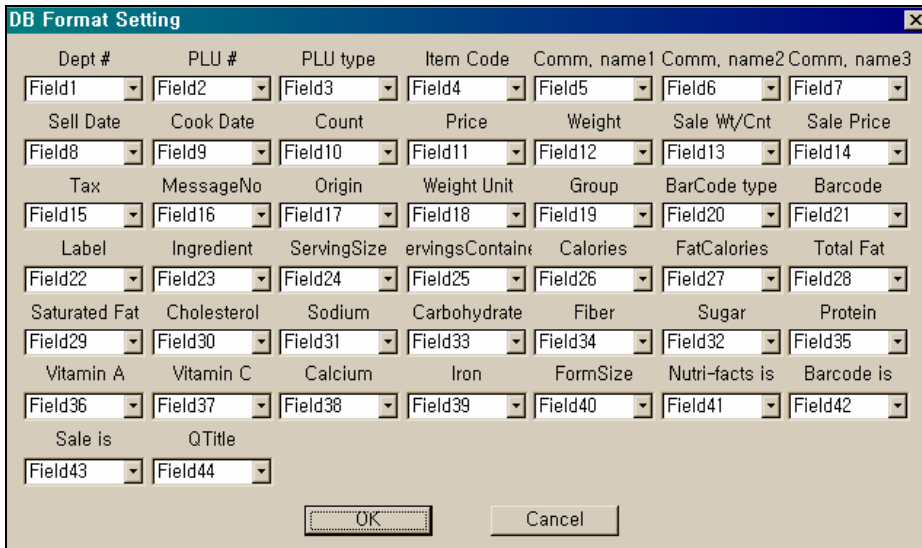 DB Format Setting
Dept # PLU # PLU type Item Code Comm, name1 Comm, name2 Comm, name3
Field1 Field2 Field3 Field4 Field5 Field6 Field7
Sell Date Cook Date Count Price Weight Sale Wt/Cnt Sale Price
Field8 Field9 Field10 Field11 Field12 Field13 Field14
Tax MessageNo Origin Weight Unit Group BarCode type Barcode
Field15 Field16 Field17 Field18 Field19 Field20 Field21
Label Ingredient ServingSize ervingsContaine Calories FatCalories Total Fat
Field22 Field23 Field24 Field25 Field26 Field27 Field28
Saturated Fat Cholesterol Sodium Carbohydrate Fiber Sugar Protein
Field29 Field30 Field31 Field33 Field34 Field32 Field35
Vitamin A Vitamin C Calcium Iron FormSize Nutri-facts is Barcode is
Field36 Field37 Field38 Field39 Field40 Field41 Field42
Sale is QTitle
Field43 Field44
OK Cancel